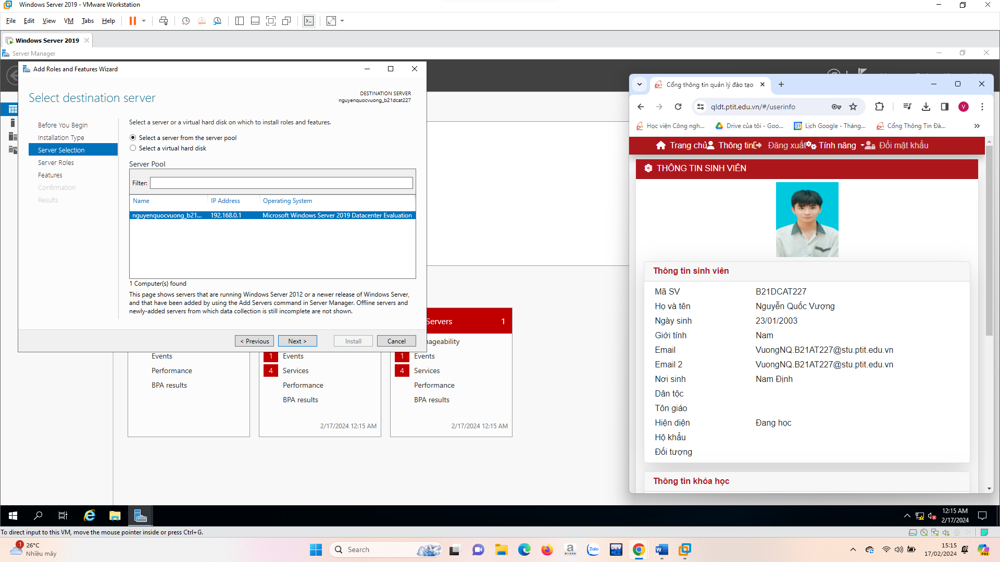 Windows Server 2019 - VMware Workstation
File Edit View VM Tabs Help
Windows Server 2019
Server Manager
Add Roles and Features Wizard
Select destination server
DESTINATION SERVER
nguyenquocvuong_b21dcat227
Before You Begin
Installation Type
Server Selection
Server Roles
Features
Confirmation
Results
Select a server or a virtual hard disk on which to install roles and features.
Select a server from the server pool
Select a virtual hard disk
Server Pool
Filter:
Name IP Address Operating System
nguyenquocvuong_b21... 192.168.0.1 Microsoft Windows Server 2019 Datacenter Evaluation
1 Computer(s) found
This page shows servers that are running Windows Server 2012 or a newer release of Windows Server,
and that have been added by using the Add Servers command in Server Manager. Offline servers and
newly-added servers from which data collection is still incomplete are not shown.
< Previous Next > Install Cancel
Servers 1
nageability
Events
Performance
BPA results
1 Events
4 Services
Performance
BPA results
2/17/2024 12:15 AM
1 Events
4 Services
Performance
BPA results
2/17/2024 12:15 AM
Cổng thông tin quản lý đào tạo
qldt.ptit.edu.vn/#/userinfo
V
Học viện Công ngh... Drive của tôi - Goo... 31 Lịch Google - Tháng... Cổng Thông Tin Đà...
Trang chủ Thông tin Đăng xuất Tính năng Đổi mật khẩu
THÔNG TIN SINH VIÊN
Thông tin sinh viên
Mã SV B21DCAT227
Họ và tên Nguyễn Quốc Vượng
Ngày sinh 23/01/2003
Giới tính Nam
Email VuongNQ.B21AT227@stu.ptit.edu.vn
Email 2 VuongNQ.B21AT227@stu.ptit.edu.vn
Nơi sinh Nam Định
Dân tộc
Tôn giáo
Hiện diện Đang học
Hộ khẩu
Đối tượng
Thông tin khóa học
12:15 AM
2/17/2024
To direct input to this VM, move the mouse pointer inside or press Ctrl+G.
1
26°C
Nhiều mây
Search
a
Zalo
DEV
W
15:15
17/02/2024
PRE